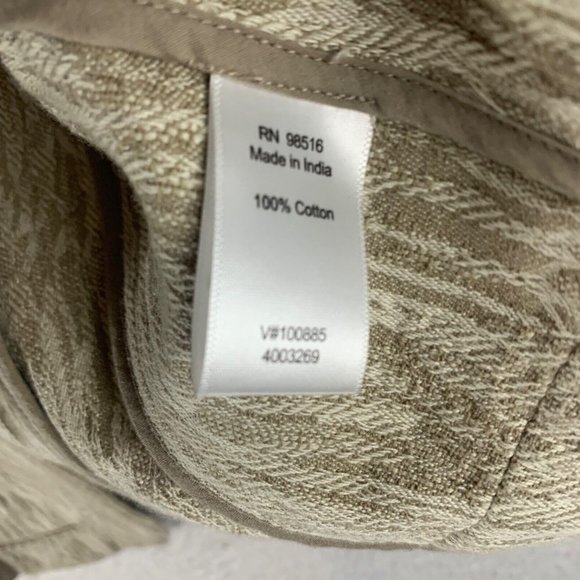 RN 98516
Made in India
100% Cotton
V#100885
4003269